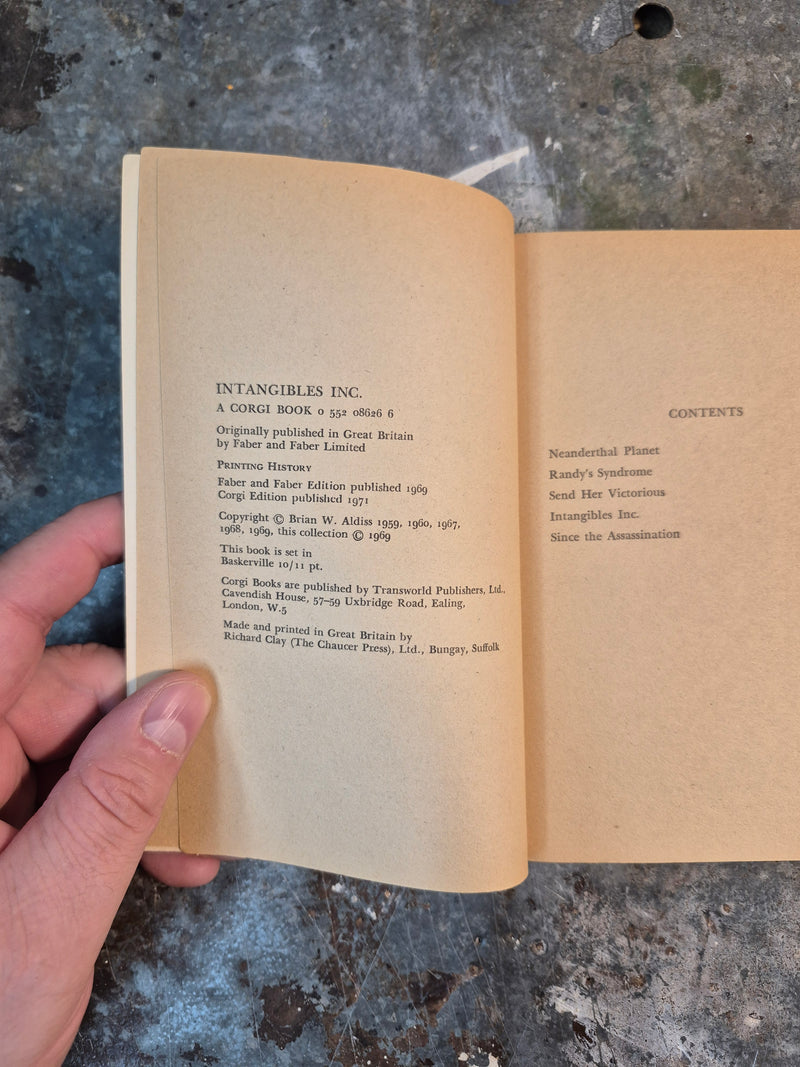 INTANGIBLES INC.
A CORGI BOOK 0 552 08626 6
Originally published in Great Britain
by Faber and Faber Limited
PRINTING HISTORY
Faber and Faber Edition published 1969
Corgi Edition published 1971
Copyright © Brian W. Aldiss 1959, 1960, 1967,
1968, 1969, this collection © 1969
This book is set in
Baskerville 10/11 pt.
Corgi Books are published by Transworld Publishers, Ltd.,
Cavendish House, 57–59 Uxbridge Road, Ealing,
London, W.5
Made and printed in Great Britain by
Richard Clay (The Chaucer Press), Ltd., Bungay, Suffolk
CONTENTS
Neanderthal Planet
Randy's Syndrome
Send Her Victorious
Intangibles Inc.
Since the Assassination